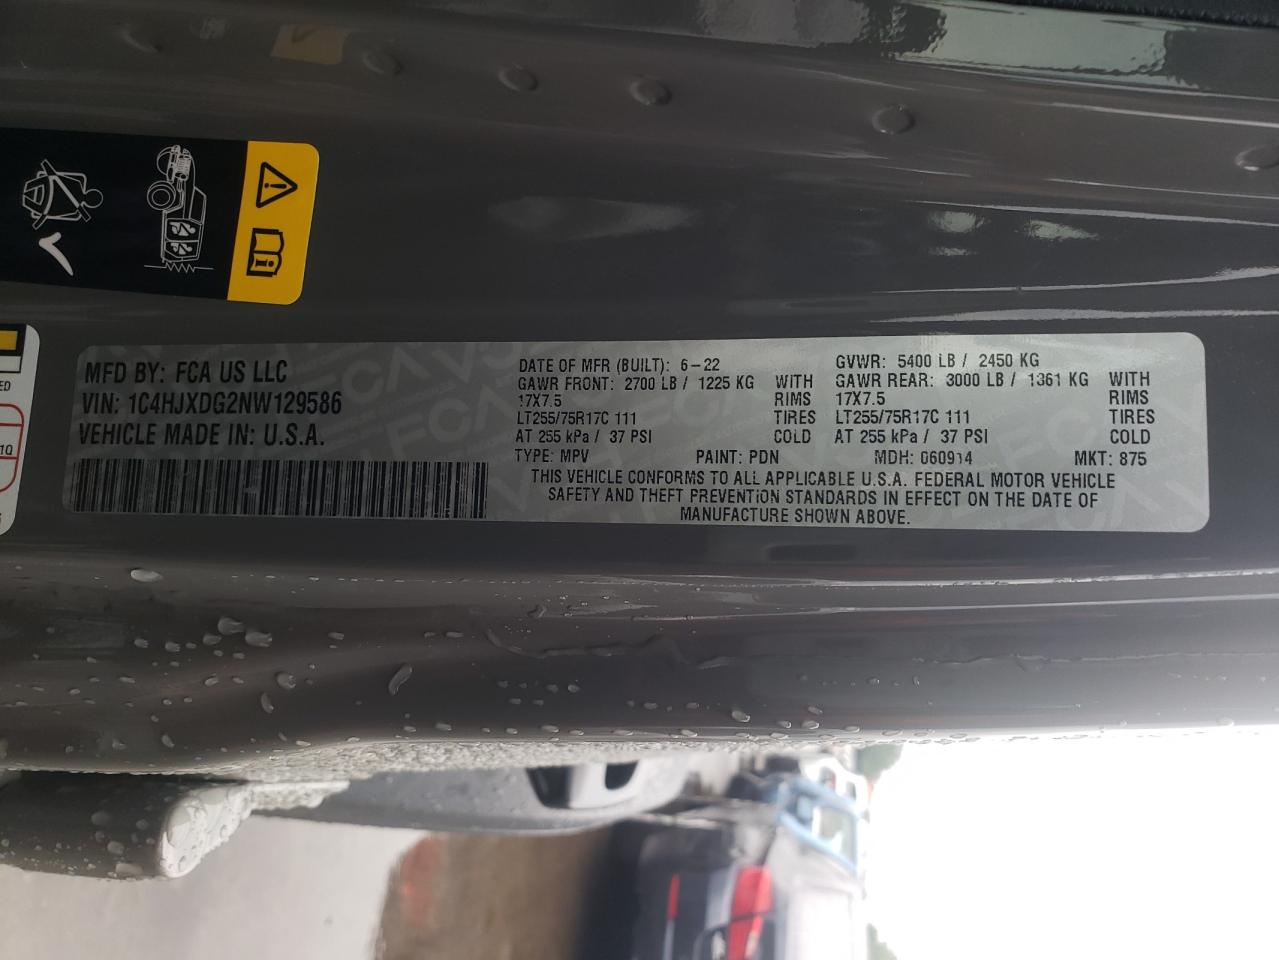 MFD BY: FCA US LLC
VIN: 1C4HJXDG2NW129586
VEHICLE MADE IN: U.S.A.
DATE OF MFR (BUILT): 6-22
GAWR FRONT: 2700 LB / 1225 KG WITH
17X7.5 RIMS
LT255/75R17C 111 TIRES
AT 255 kPa / 37 PSI COLD
GVWR: 5400 LB / 2450 KG
GAWR REAR: 3000 LB / 1361 KG WITH
17X7.5 RIMS
LT255/75R17C 111 TIRES
AT 255 kPa / 37 PSI COLD
TYPE: MPV PAINT: PDN MDH: 060914 MKT: 875
THIS VEHICLE CONFORMS TO ALL APPLICABLE U.S.A. FEDERAL MOTOR VEHICLE
SAFETY AND THEFT PREVENTION STANDARDS IN EFFECT ON THE DATE OF
MANUFACTURE SHOWN ABOVE.